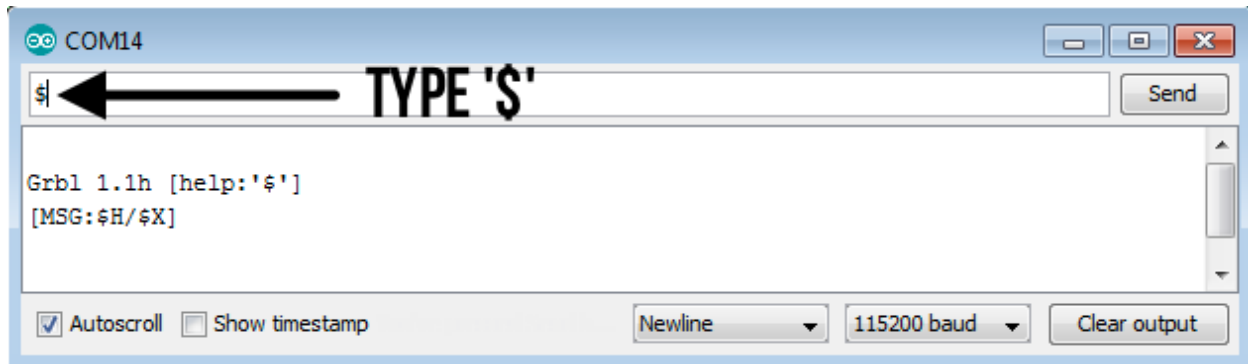 COM14
$
TYPE '$'
Send
Grbl 1.1h [help:'$']
[MSG:$H/$X]
Autoscroll
Show timestamp
Newline
115200 baud
Clear output